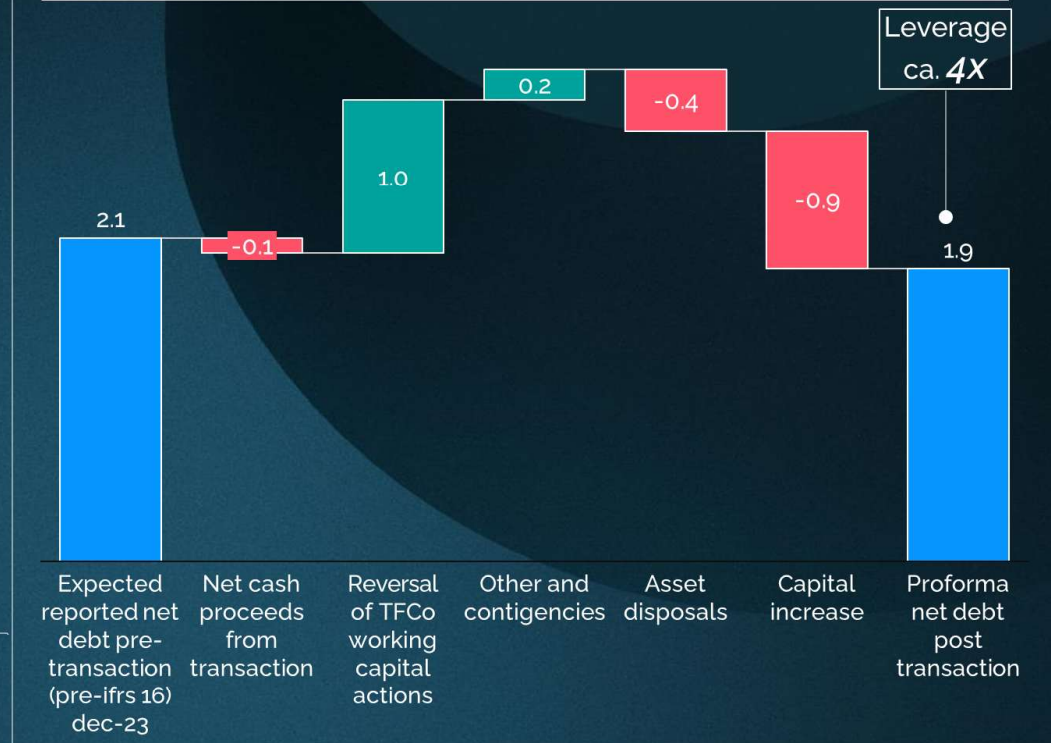 Leverage
ca. 4x
0.2
-0.4
1.0
-0.9
2.1
-0.1
1.9
Expected
reported net
debt pre-
transaction
(pre-ifrs 16)
dec-23
Net cash
proceeds
from
transaction
Reversal
of TFCo
working
capital
actions
Other and
contigencies
Asset
disposals
Capital
increase
Proforma
net debt
post
transaction